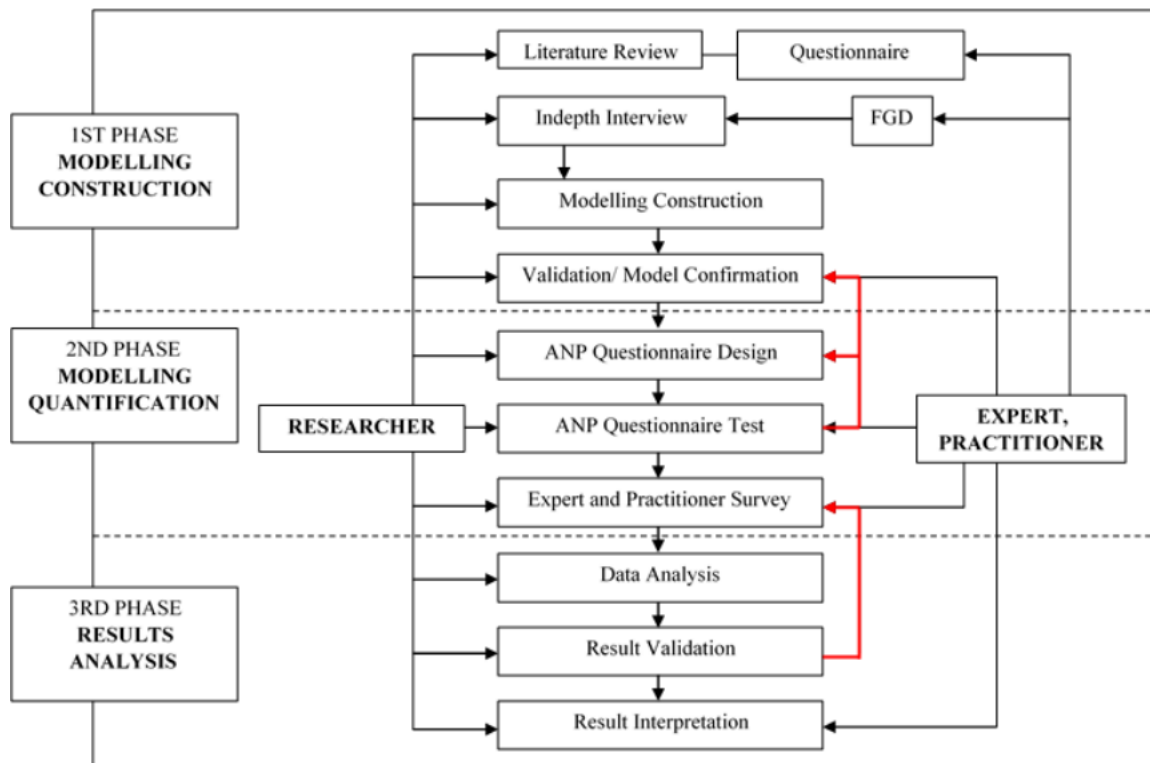 Literature Review
Questionnaire
Indepth Interview
FGD
1ST PHASE
MODELLING
CONSTRUCTION
Modelling Construction
Validation/ Model Confirmation
2ND PHASE
MODELLING
QUANTIFICATION
ANP Questionnaire Design
RESEARCHER
ANP Questionnaire Test
EXPERT,
PRACTITIONER
Expert and Practitioner Survey
Data Analysis
3RD PHASE
RESULTS
ANALYSIS
Result Validation
Result Interpretation